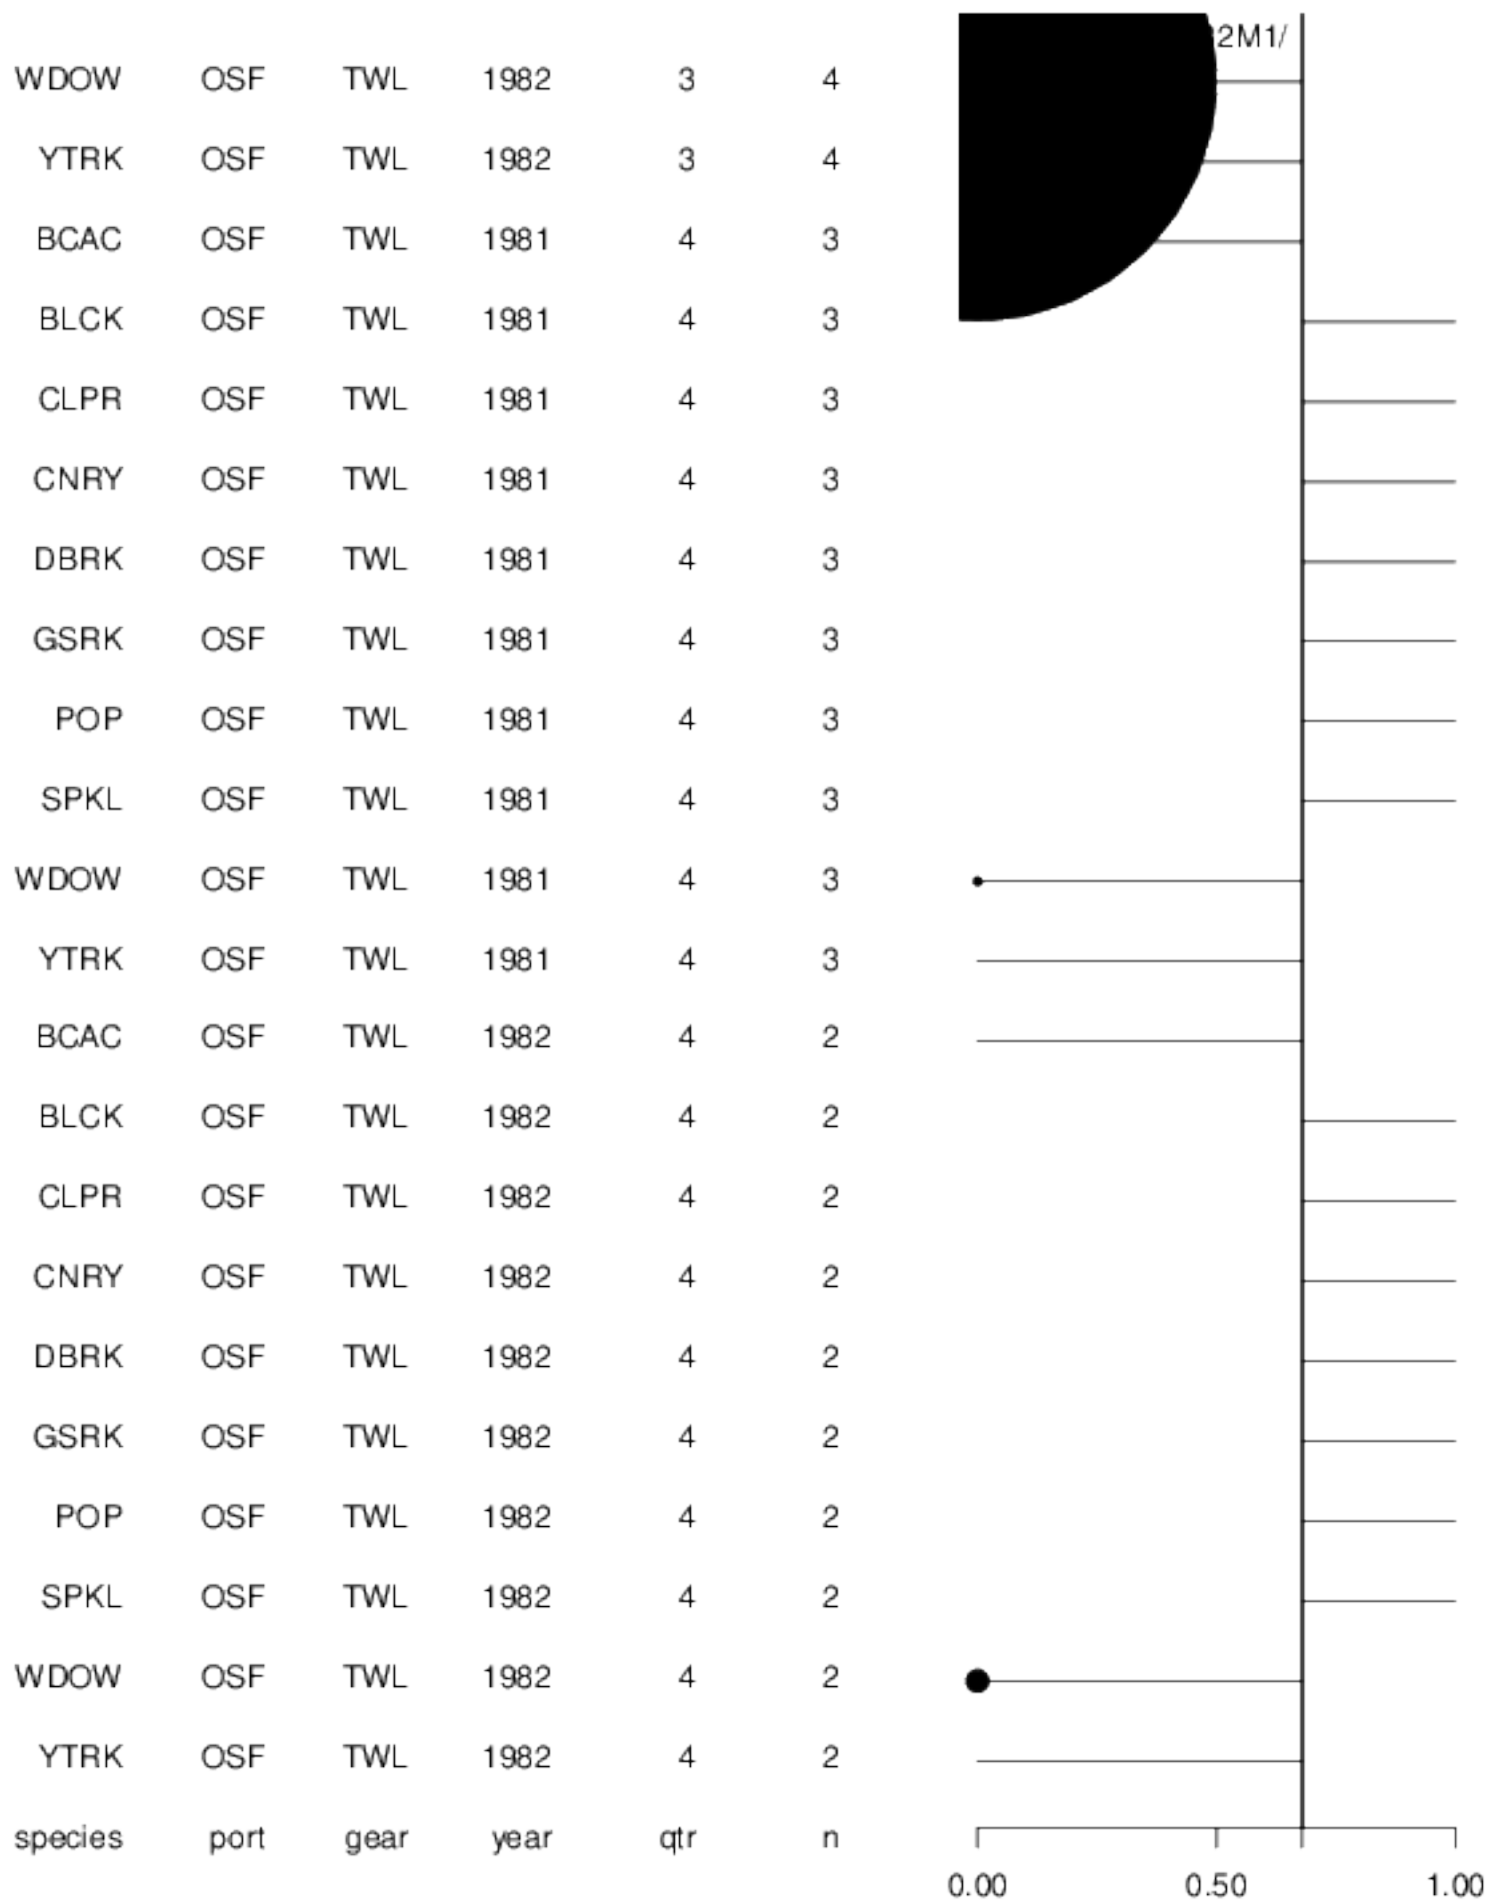 2M1/
WDOW OSF TWL 1982 3 4
YTRK OSF TWL 1982 3 4
BCAC OSF TWL 1981 4 3
BLCK OSF TWL 1981 4 3
CLPR OSF TWL 1981 4 3
CNRY OSF TWL 1981 4 3
DBRK OSF TWL 1981 4 3
GSRK OSF TWL 1981 4 3
POP OSF TWL 1981 4 3
SPKL OSF TWL 1981 4 3
WDOW OSF TWL 1981 4 3
YTRK OSF TWL 1981 4 3
BCAC OSF TWL 1982 4 2
BLCK OSF TWL 1982 4 2
CLPR OSF TWL 1982 4 2
CNRY OSF TWL 1982 4 2
DBRK OSF TWL 1982 4 2
GSRK OSF TWL 1982 4 2
POP OSF TWL 1982 4 2
SPKL OSF TWL 1982 4 2
WDOW OSF TWL 1982 4 2
YTRK OSF TWL 1982 4 2
species port gear year qtr n
0.00 0.50 1.00